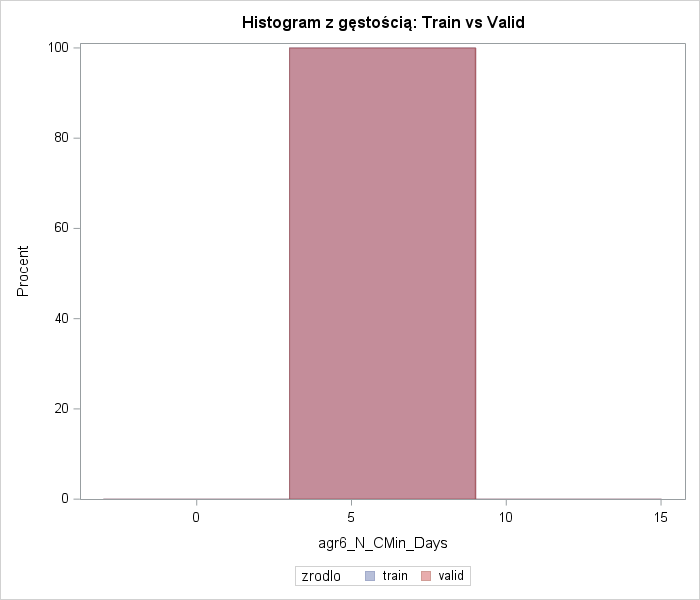 Histogram z gęstością: Train vs Valid
100
80
60
40
20
0
Procent
0 5 10 15
agr6_N_CMin_Days
zrodlo train valid